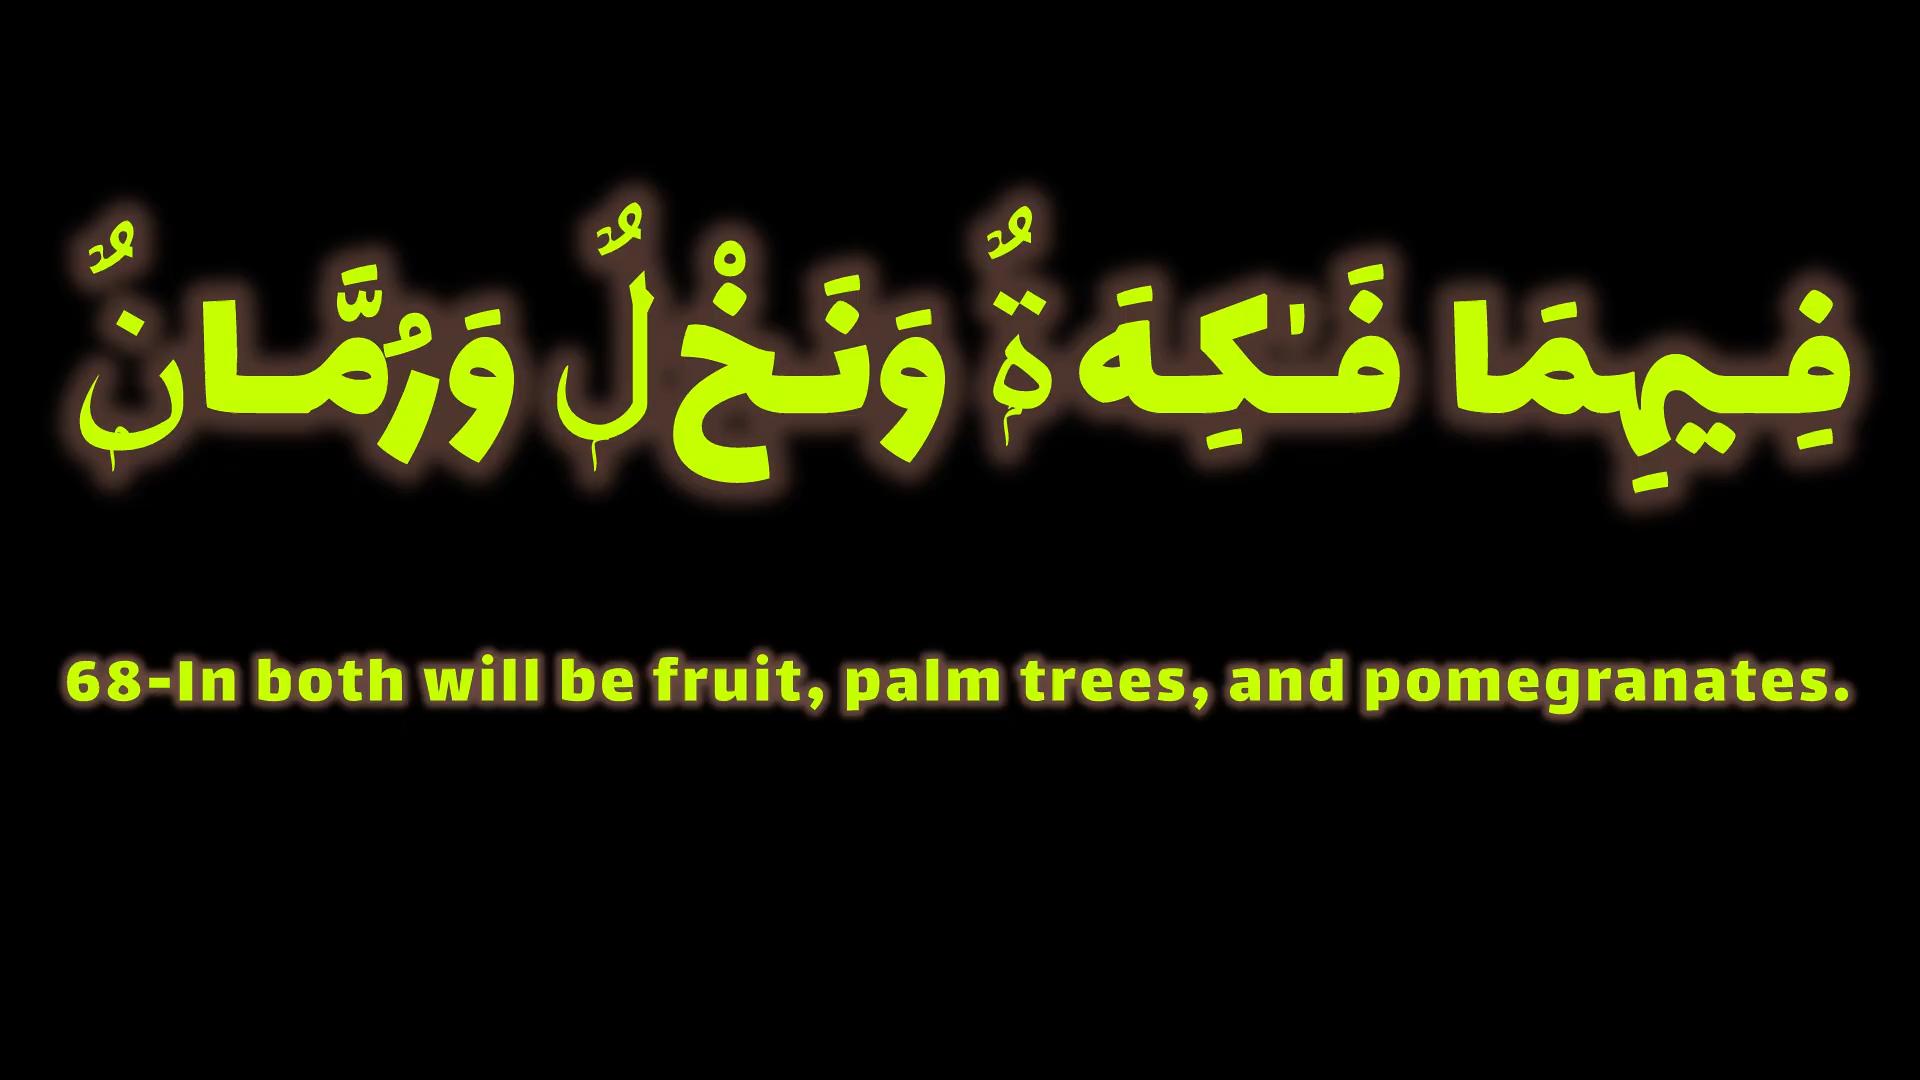 فِيهِمَا فَـٰكِهَةٌ وَنَخْلٌ وَرُمَّانٌ
68-In both will be fruit, palm trees, and pomegranates.